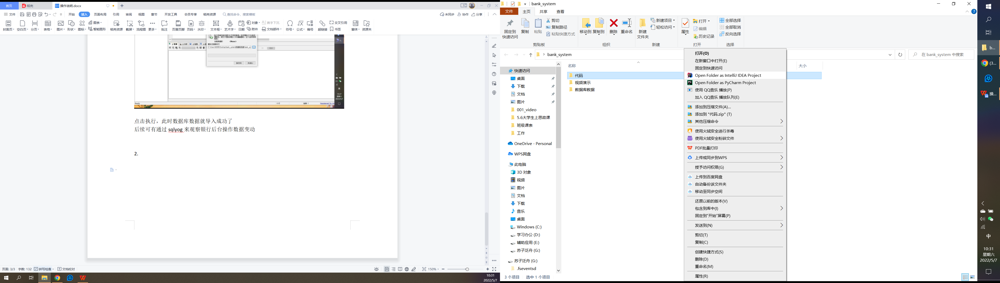 首页
稻壳
操作说明.docx
文件
开始
插入
页面布局
引用
审阅
视图
章节
开发工具
会员专享
稻壳资源
查找命令、搜索模板
未同步
协作
分享
封面页
空白页
分页
表格
图片
形状
图标
图表
智能图形
稻壳资源
截屏
流程图
更多
批注
页眉页脚
页码
水印
文本框
艺术字
日期
对象
附件
首字下沉
文档部件
符号
公式
编号
超链接
交叉引用
书签
窗体
资源夹
<None>
Ready
10:27
星期六
2022/5/7
点击执行，此时数据库数据就导入成功了
后续可有通过 sqlyog 来观察银行后台操作数据变动
2.
页面: 3/3
字数: 132
拼写检查
文档校对
150%
10:31
2022/5/7
bank_system
文件
主页
共享
查看
固定到快速访问
复制
粘贴
剪切
复制路径
粘贴快捷方式
剪贴板
移动到
复制到
删除
重命名
组织
新建文件夹
新建项目
轻松访问
新建
属性
打开
编辑
历史记录
打开
全部选择
全部取消
反向选择
选择
bank_system
在 bank_system 中搜索
名称
大小
代码
视频演示
数据库数据
快速访问
桌面
下载
文档
图片
001_video
5.6大学生上思政课
班级课表
工作
OneDrive - Personal
WPS网盘
此电脑
3D 对象
视频
图片
文档
下载
音乐
桌面
Windows (C:)
学习办公 (D:)
辅助应用 (E:)
苏子泛舟 (G:)
苏子泛舟 (G:)
.fseventsd
3 个项目
选中 1 个项目
打开(O)
在新窗口中打开(E)
固定到快速访问
Open Folder as IntelliJ IDEA Project
Open Folder as PyCharm Project
使用 QQ音乐 播放(P)
加入 QQ音乐 播放队列(E)
添加到压缩文件(A)...
添加到 "代码.zip" (T)
其他压缩命令
使用火绒安全进行杀毒
使用火绒安全粉碎文件
PDF批量打印
上传或同步到WPS
授予访问权限(G)
上传到百度网盘
自动备份该文件夹
移动至同步空间
还原以前的版本(V)
包含到库中(I)
固定到"开始"屏幕(P)
发送到(N)
剪切(T)
复制(C)
创建快捷方式(S)
删除(D)
重命名(M)
属性(R)
b...
(3...
操...
中
10:31
星期六
2022/5/7